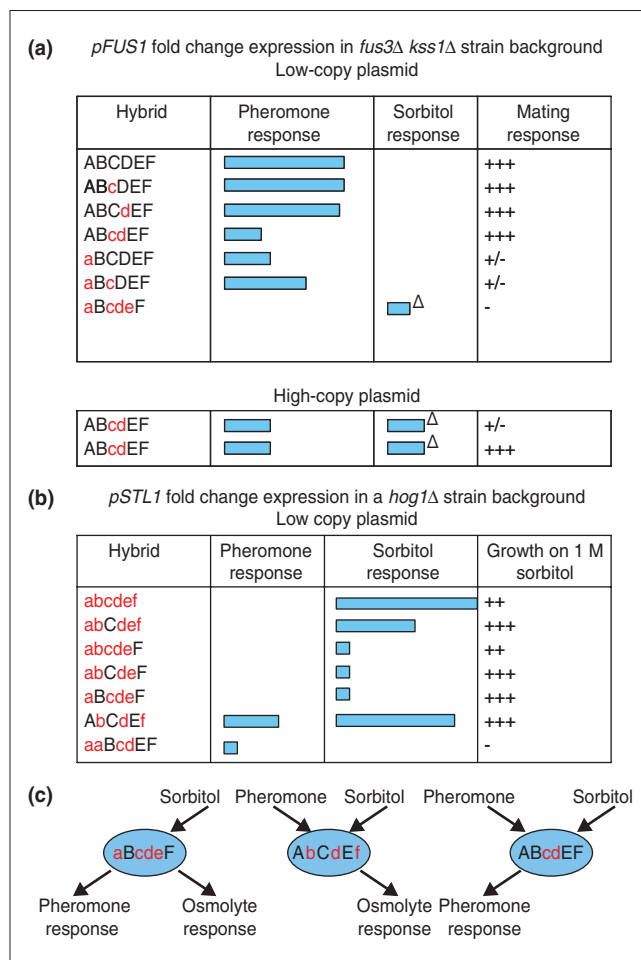 (a) pFUS1 fold change expression in fus3Δ kss1Δ strain background
Low-copy plasmid
Hybrid Pheromone response Sorbitol response Mating response
ABCDEF +++
ABcDEF +++
ABCdEF +++
ABcdEF +++
aBCDEF +/-
aBcDEF +/-
aBcdeF Δ -
High-copy plasmid
ABcdEF Δ +/-
ABcdEF Δ +++
(b) pSTL1 fold change expression in a hog1Δ strain background
Low copy plasmid
Hybrid Pheromone response Sorbitol response Growth on 1 M sorbitol
abcdef ++
abCdef +++
abcdeF ++
abCdeF +++
aBcdeF +++
AbCdEf +++
aaBcdEF -
(c) Sorbitol Pheromone Sorbitol Pheromone Sorbitol
aBcdeF AbCdEf ABcdEF
Pheromone response Osmolyte response Osmolyte response Pheromone response